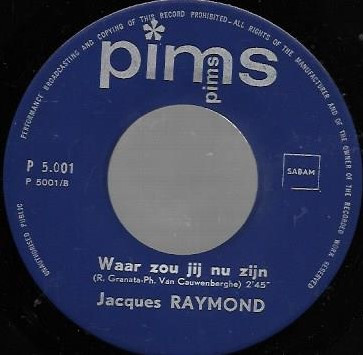 UNAUTHORISED PUBLIC PERFORMANCE BROADCASTING AND COPYING OF THIS RECORD PROHIBITED-ALL RIGHTS OF THE MANUFACTURER AND OF THE OWNER OF THE RECORDED WORK RESERVED
pims
pims
P 5.001
P 5001/B
SABAM
Waar zou jij nu zijn
(R. Granata-Ph. Van Cauwenberghe) 2'45"
Jacques RAYMOND